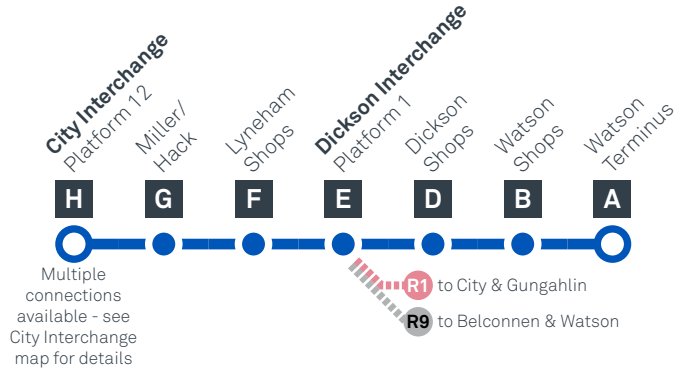 City Interchange
Platform 12
Miller/
Hack
Lyneham
Shops
Dickson Interchange
Platform 1
Dickson
Shops
Watson
Shops
Watson
Terminus
H
G
F
E
D
B
A
Multiple
connections
available - see
City Interchange
map for details
R1 to City & Gungahlin
R9 to Belconnen & Watson